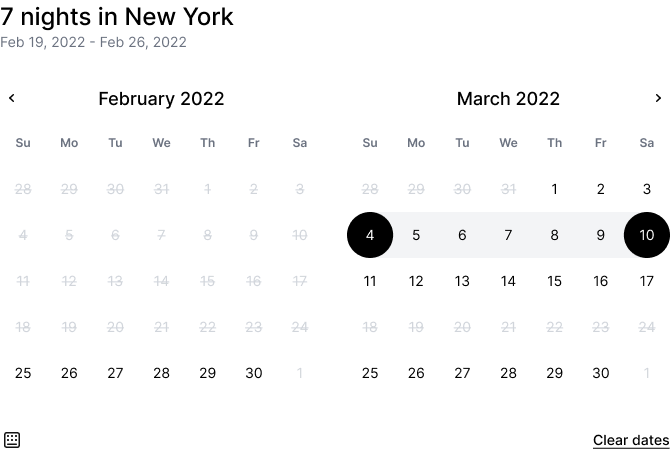 7 nights in New York
Feb 19, 2022 - Feb 26, 2022
February 2022
Su Mo Tu We Th Fr Sa
28 29 30 31 1 2 3
4 5 6 7 8 9 10
11 12 13 14 15 16 17
18 19 20 21 22 23 24
25 26 27 28 29 30 1
March 2022
Su Mo Tu We Th Fr Sa
28 29 30 31 1 2 3
4 5 6 7 8 9 10
11 12 13 14 15 16 17
18 19 20 21 22 23 24
25 26 27 28 29 30 1
Clear dates